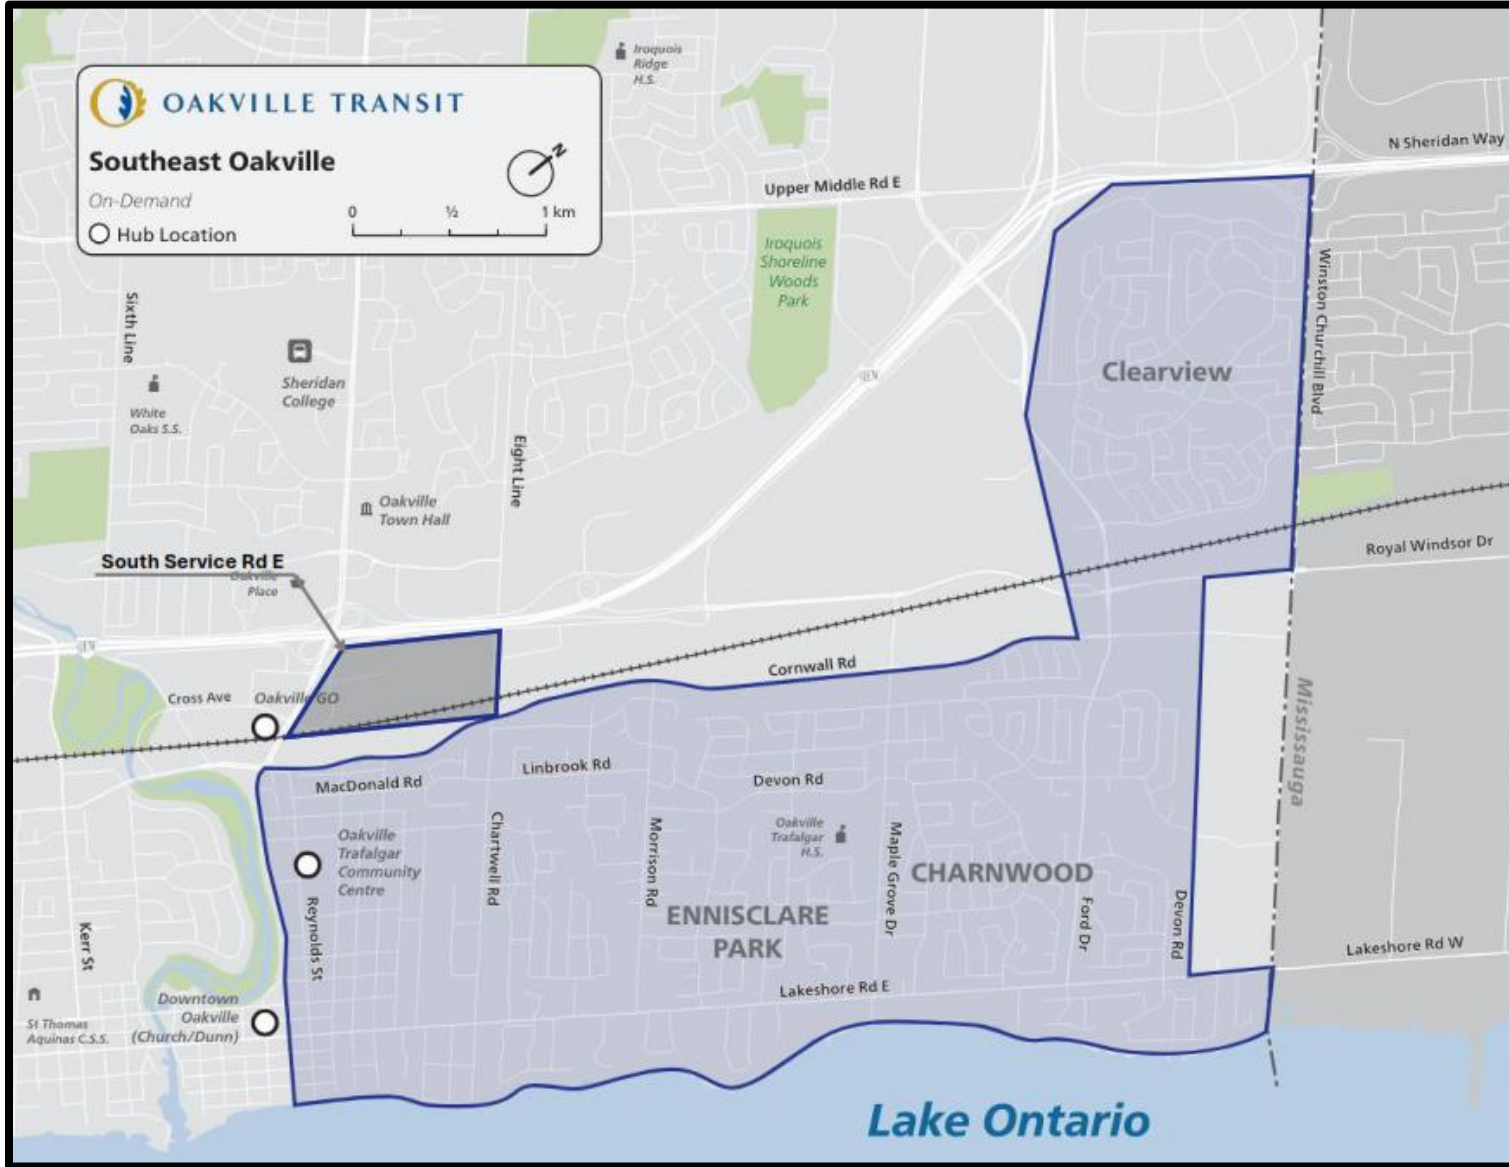 OAKVILLE TRANSIT
Southeast Oakville
On-Demand
Hub Location
N
0 ½ 1 km
Iroquois
Ridge
H.S.
N Sheridan Way
Upper Middle Rd E
Iroquois
Shoreline
Woods
Park
Winston Churchill Blvd
Sixth Line
Sheridan
College
White
Oaks S.S.
Clearview
QEW
Eight Line
Oakville
Town Hall
South Service Rd E
Oakville
Place
Royal Windsor Dr
QEW
Cross Ave
Oakville GO
Cornwall Rd
Mississauga
MacDonald Rd
Linbrook Rd
Devon Rd
Oakville
Trafalgar
Community
Centre
Chartwell Rd
Morrison Rd
Oakville
Trafalgar
H.S.
Maple Grove Dr
CHARNWOOD
ENNISCLARE
PARK
Ford Dr
Devon Rd
Kerr St
Reynolds St
Lakeshore Rd W
Lakeshore Rd E
Downtown
Oakville
(Church/Dunn)
St Thomas
Aquinas C.S.S.
Lake Ontario